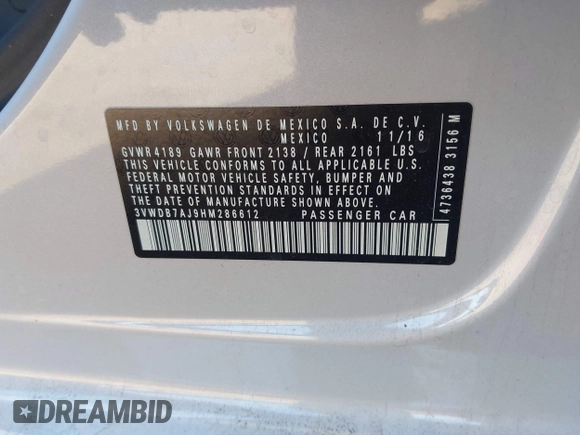 MFD BY VOLKSWAGEN DE MEXICO S.A. DE C.V.
MEXICO 11/16
GVWR 4189 GAWR FRONT 2138 / REAR 2161 LBS
THIS VEHICLE CONFORMS TO ALL APPLICABLE U.S.
FEDERAL MOTOR VEHICLE SAFETY, BUMPER AND
THEFT PREVENTION STANDARDS IN EFFECT ON
THE DATE OF MANUFACTURE SHOWN ABOVE.
3VWDB7AJ9HM286612 PASSENGER CAR
4736438 3156 M
DREAMBID